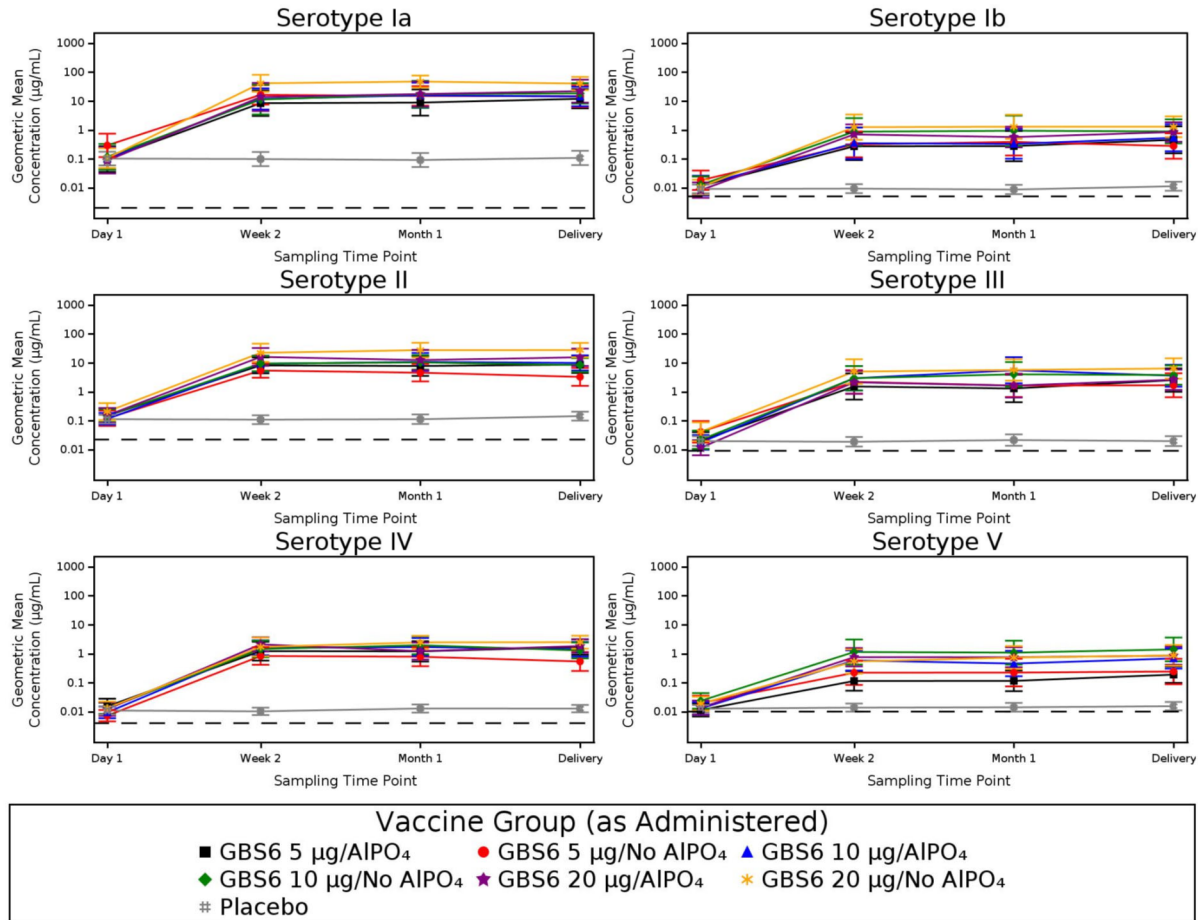 Serotype Ia
Geometric Mean
Concentration (µg/mL)
1000
100
10
1
0.1
0.01
Day 1 Week 2 Month 1 Delivery
Sampling Time Point
Serotype Ib
Geometric Mean
Concentration (µg/mL)
1000
100
10
1
0.1
0.01
Day 1 Week 2 Month 1 Delivery
Sampling Time Point
Serotype II
Geometric Mean
Concentration (µg/mL)
1000
100
10
1
0.1
0.01
Day 1 Week 2 Month 1 Delivery
Sampling Time Point
Serotype III
Geometric Mean
Concentration (µg/mL)
1000
100
10
1
0.1
0.01
Day 1 Week 2 Month 1 Delivery
Sampling Time Point
Serotype IV
Geometric Mean
Concentration (µg/mL)
1000
100
10
1
0.1
0.01
Day 1 Week 2 Month 1 Delivery
Sampling Time Point
Serotype V
Geometric Mean
Concentration (µg/mL)
1000
100
10
1
0.1
0.01
Day 1 Week 2 Month 1 Delivery
Sampling Time Point
Vaccine Group (as Administered)
GBS6 5 µg/AlPO₄ GBS6 5 µg/No AlPO₄ GBS6 10 µg/AlPO₄
GBS6 10 µg/No AlPO₄ GBS6 20 µg/AlPO₄ GBS6 20 µg/No AlPO₄
Placebo